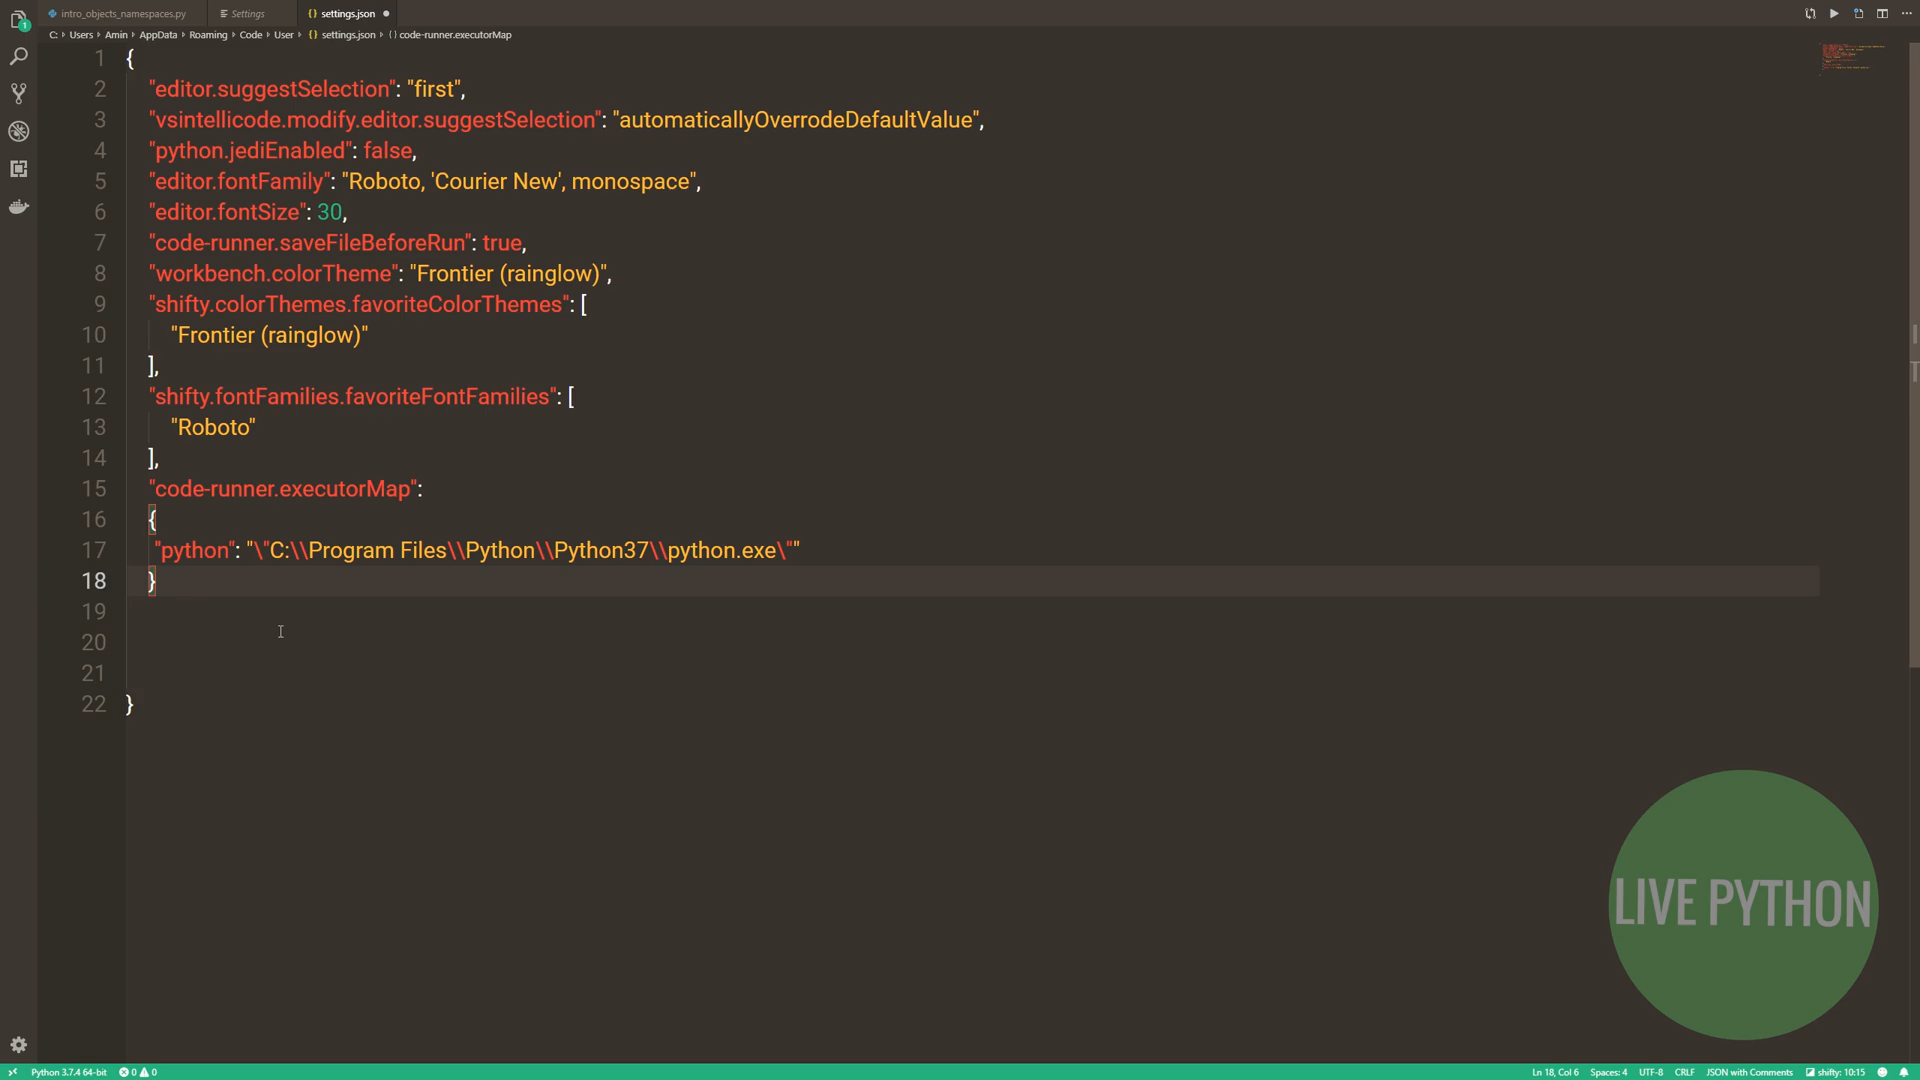 intro_objects_namespaces.py
Settings
{ } settings.json
C: > Users > Amin > AppData > Roaming > Code > User > { } settings.json > { } code-runner.executorMap
1 {
2 "editor.suggestSelection": "first",
3 "vsintellicode.modify.editor.suggestSelection": "automaticallyOverrodeDefaultValue",
4 "python.jediEnabled": false,
5 "editor.fontFamily": "Roboto, 'Courier New', monospace",
6 "editor.fontSize": 30,
7 "code-runner.saveFileBeforeRun": true,
8 "workbench.colorTheme": "Frontier (rainglow)",
9 "shifty.colorThemes.favoriteColorThemes": [
10 "Frontier (rainglow)"
11 ],
12 "shifty.fontFamilies.favoriteFontFamilies": [
13 "Roboto"
14 ],
15 "code-runner.executorMap":
16 {
17 "python": "\"C:\\Program Files\\Python\\Python37\\python.exe\""
18 }
19
20
21
22 }
1
LIVE PYTHON
Python 3.7.4 64-bit 0 0 Ln 18, Col 6 Spaces: 4 UTF-8 CRLF JSON with Comments shifty: 10:15